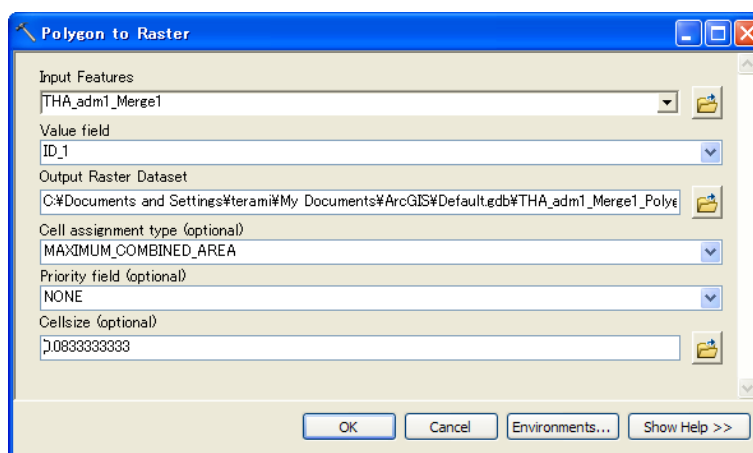 Polygon to Raster
Input Features
THA_adm1_Merge1
Value field
ID_1
Output Raster Dataset
C:¥Documents and Settings¥terami¥My Documents¥ArcGIS¥Default.gdb¥THA_adm1_Merge1_Polyg
Cell assignment type (optional)
MAXIMUM_COMBINED_AREA
Priority field (optional)
NONE
Cellsize (optional)
0.0833333333
OK Cancel Environments... Show Help >>